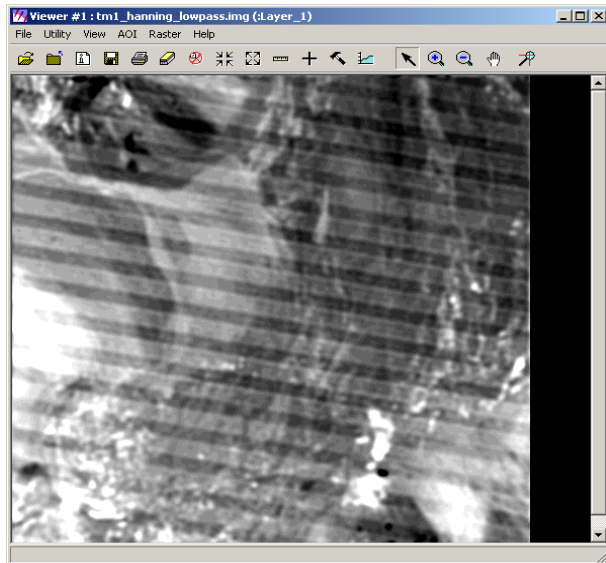 Viewer #1 : tm1_hanning_lowpass.img (:Layer_1)
File Utility View AOI Raster Help